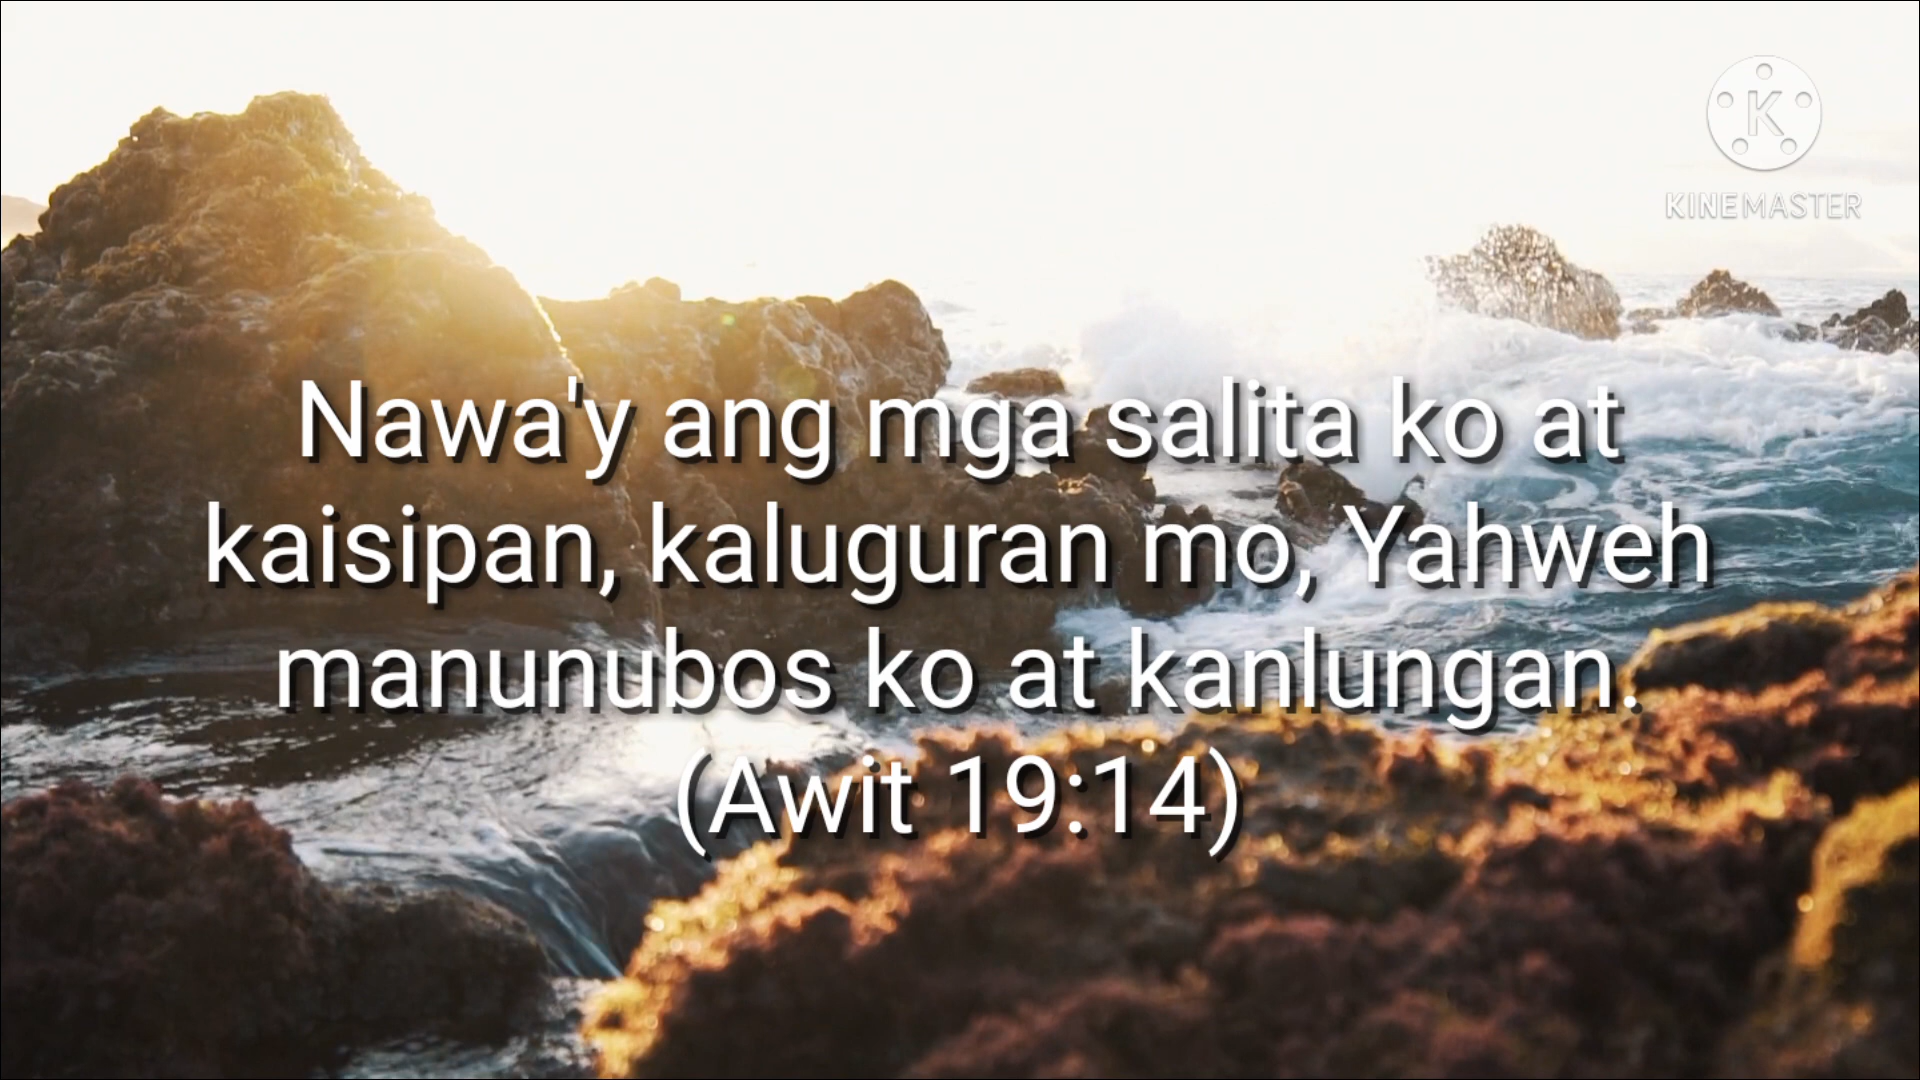 K
KINEMASTER
Nawa'y ang mga salita ko at
kaisipan, kaluguran mo, Yahweh
manunubos ko at kanlungan.
(Awit 19:14)